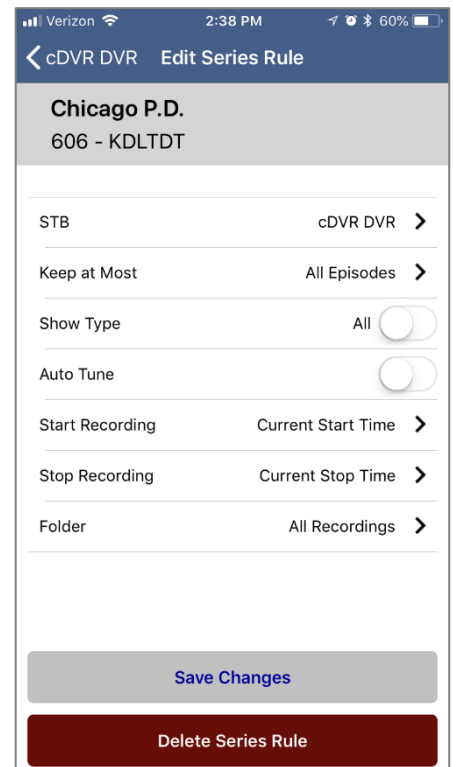 Verizon 2:38 PM 60%
cDVR DVR Edit Series Rule
Chicago P.D.
606 - KDLTDT
STB cDVR DVR
Keep at Most All Episodes
Show Type All
Auto Tune
Start Recording Current Start Time
Stop Recording Current Stop Time
Folder All Recordings
Save Changes
Delete Series Rule